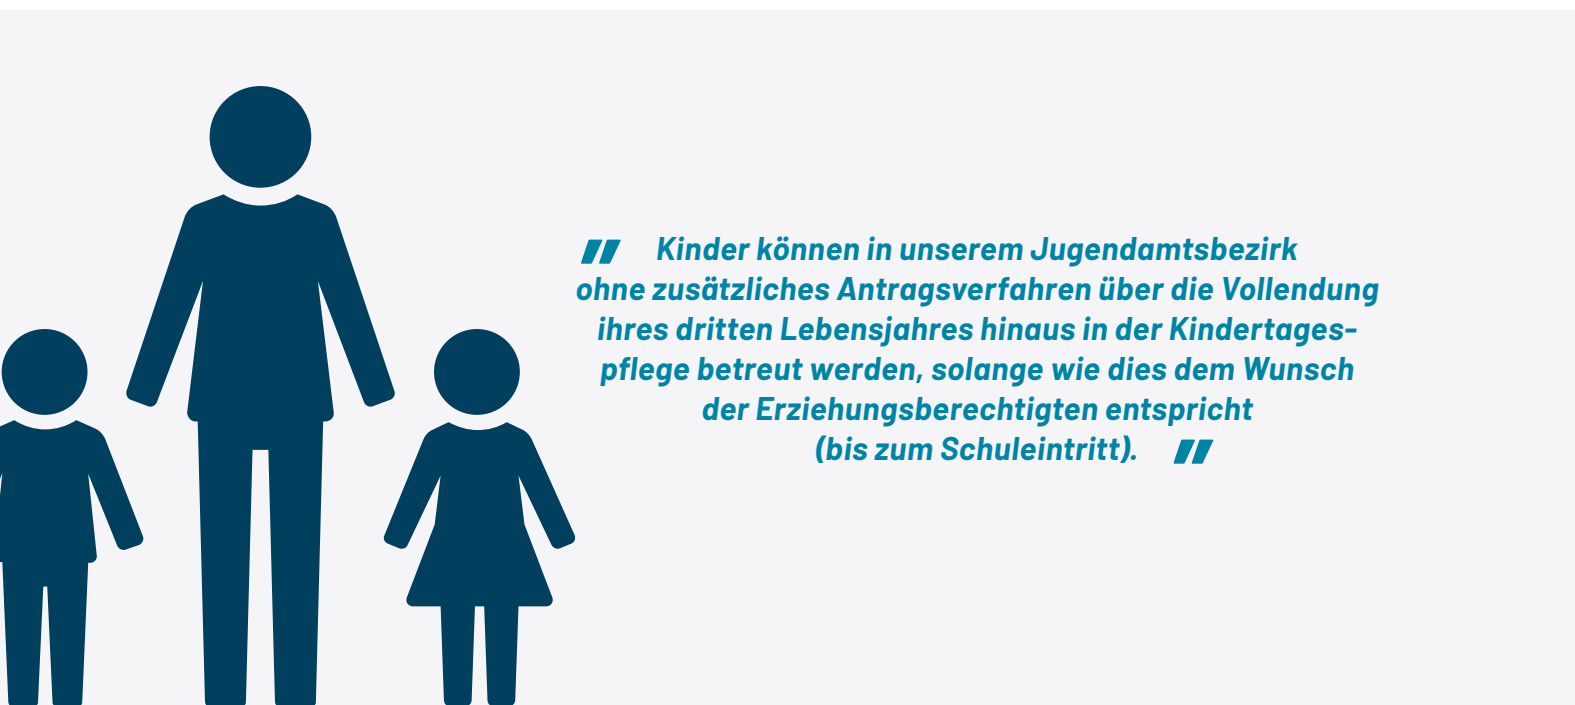 " Kinder können in unserem Jugendamtsbezirk
ohne zusätzliches Antragsverfahren über die Vollendung
ihres dritten Lebensjahres hinaus in der Kindertages-
pflege betreut werden, solange wie dies dem Wunsch
der Erziehungsberechtigten entspricht
(bis zum Schuleintritt). "